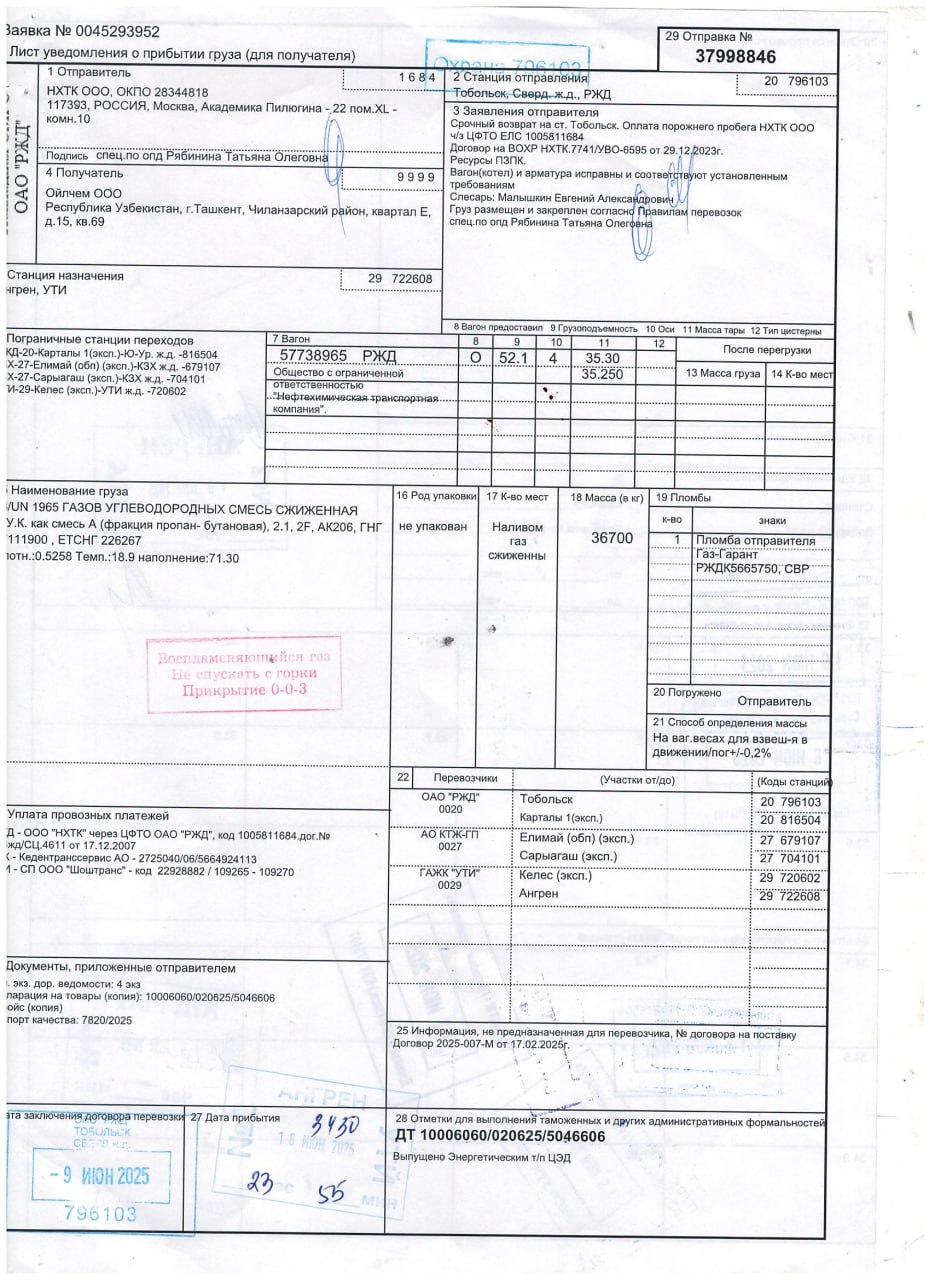 Заявка № 0045293952
Лист уведомления о прибытии груза (для получателя)
29 Отправка №
37998846
Охрана 796103
ОАО "РЖД"
1 Отправитель
1684
НХТК ООО, ОКПО 28344818
117393, РОССИЯ, Москва, Академика Пилюгина - 22 пом.XL -
комн.10
Подпись спец.по опд Рябинина Татьяна Олеговна
2 Станция отправления
20 796103
Тобольск, Сверд. ж.д., РЖД
3 Заявления отправителя
Срочный возврат на ст. Тобольск. Оплата порожнего пробега НХТК ООО
ч/з ЦФТО ЕЛС 1005811684
Договор на ВОХР НХТК.7741/УВО-6595 от 29.12.2023г.
Ресурсы ПЗПК.
Вагон(котел) и арматура исправны и соответствуют установленным
требованиям
Слесарь: Малышкин Евгений Александрович
Груз размещен и закреплен согласно Правилам перевозок
спец.по опд Рябинина Татьяна Олеговна
4 Получатель
9999
Ойлчем ООО
Республика Узбекистан, г.Ташкент, Чиланзарский район, квартал Е,
д.15, кв.69
Станция назначения
29 722608
нгрен, УТИ
8 Вагон предоставил 9 Грузоподъемность 10 Оси 11 Масса тары 12 Тип цистерны
Пограничные станции переходов
КД-20-Карталы 1(эксп.)-Ю-Ур. ж.д. -816504
Х-27-Елимай (обп) (эксп.)-КЗХ ж.д. -679107
Х-27-Сарыагаш (эксп.)-КЗХ ж.д. -704101
И-29-Келес (эксп.)-УТИ ж.д. -720602
7 Вагон
8
9
10
11
12
После перегрузки
57738965 РЖД
О
52.1
4
35.30
13 Масса груза
14 К-во мест
Общество с ограниченной
35.250
ответственностью
"Нефтехимическая транспортная
компания".
Наименование груза
/UN 1965 ГАЗОВ УГЛЕВОДОРОДНЫХ СМЕСЬ СЖИЖЕННАЯ
У.К. как смесь А (фракция пропан- бутановая), 2.1, 2F, АК206, ГНГ
111900 , ЕТСНГ 226267
лотн.:0.5258 Темп.:18.9 наполнение:71.30
16 Род упаковки
не упакован
17 К-во мест
Наливом
газ
сжиженны
18 Масса (в кг)
36700
19 Пломбы
к-во
знаки
1
Пломба отправителя
Газ-Гарант
РЖДК5665750, СВР
Воспламеняющийся газ
Не спускать с горки
Прикрытие 0-0-3
20 Погружено
Отправитель
21 Способ определения массы
На ваг.весах для взвеш-я в
движении/пог+/-0,2%
22
Перевозчики
(Участки от/до)
(Коды станций)
ОАО "РЖД"
0020
Тобольск
20 796103
Карталы 1(эксп.)
20 816504
АО КТЖ-ГП
0027
Елимай (обп) (эксп.)
27 679107
Сарыагаш (эксп.)
27 704101
ГАЖК "УТИ"
0029
Келес (эксп.)
29 720602
Ангрен
29 722608
Уплата провозных платежей
Д - ООО "НХТК" через ЦФТО ОАО "РЖД", код 1005811684.дог.№
жд/СЦ.4611 от 17.12.2007
- Кедентранссервис АО - 2725040/06/5664924113
И - СП ООО "Шоштранс" - код 22928882 / 109265 - 109270
Документы, приложенные отправителем
. экз. дор. ведомости: 4 экз
ларация на товары (копия): 10006060/020625/5046606
ойс (копия)
спорт качества: 7820/2025
25 Информация, не предназначенная для перевозчика, № договора на поставку
Договор 2025-007-М от 17.02.2025г.
ата заключения договора перевозки
ОАО РЖД
ТОБОЛЬСК
- 9 ИЮН 2025
796103
27 Дата прибытия
3430
АНГРЕН
18 ИЮН 2025
23
55
мин
28 Отметки для выполнения таможенных и других административных формальностей
ДТ 10006060/020625/5046606
Выпущено Энергетическим т/п ЦЭД